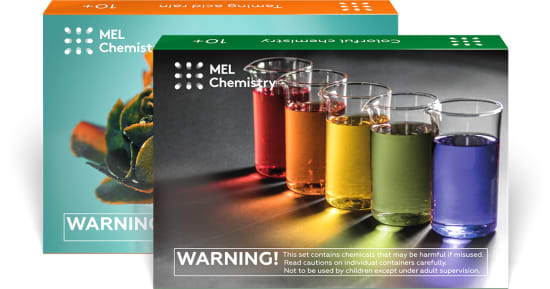 Taming acid rain
10+
MEL
Chemistry
WARNING
Colorful chemistry
10+
MEL
Chemistry
WARNING!
This set contains chemicals that may be harmful if misused.
Read cautions on individual containers carefully.
Not to be used by children except under adult supervision.